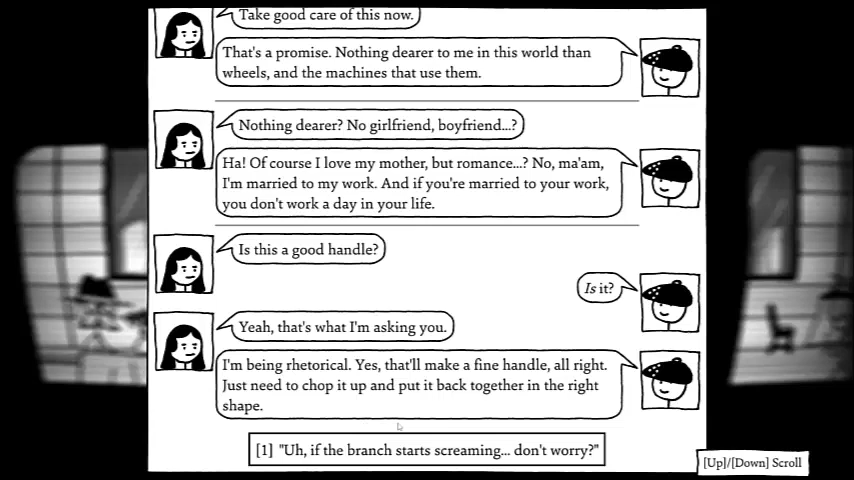 Take good care of this now.
That's a promise. Nothing dearer to me in this world than
wheels, and the machines that use them.
Nothing dearer? No girlfriend, boyfriend...?
Ha! Of course I love my mother, but romance...? No, ma'am,
I'm married to my work. And if you're married to your work,
you don't work a day in your life.
Is this a good handle?
Is it?
Yeah, that's what I'm asking you.
I'm being rhetorical. Yes, that'll make a fine handle, all right.
Just need to chop it up and put it back together in the right
shape.
[1] "Uh, if the branch starts screaming... don't worry?"
[Up]/[Down] Scroll